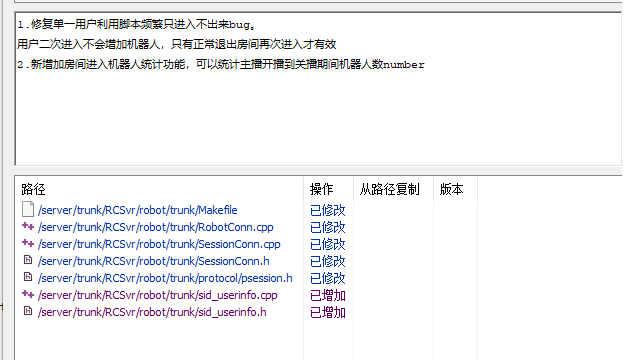 1.修复单一用户利用脚本频繁只进入不出来bug。
用户二次进入不会增加机器人，只有正常退出房间再次进入才有效
2.新增加房间进入机器人统计功能，可以统计主播开播到关播期间机器人数number
路径 操作 从路径复制 版本
/server/trunk/RCSvr/robot/trunk/Makefile 已修改
/server/trunk/RCSvr/robot/trunk/RobotConn.cpp 已修改
/server/trunk/RCSvr/robot/trunk/SessionConn.cpp 已修改
/server/trunk/RCSvr/robot/trunk/SessionConn.h 已修改
/server/trunk/RCSvr/robot/trunk/protocol/psession.h 已修改
/server/trunk/RCSvr/robot/trunk/sid_userinfo.cpp 已增加
/server/trunk/RCSvr/robot/trunk/sid_userinfo.h 已增加